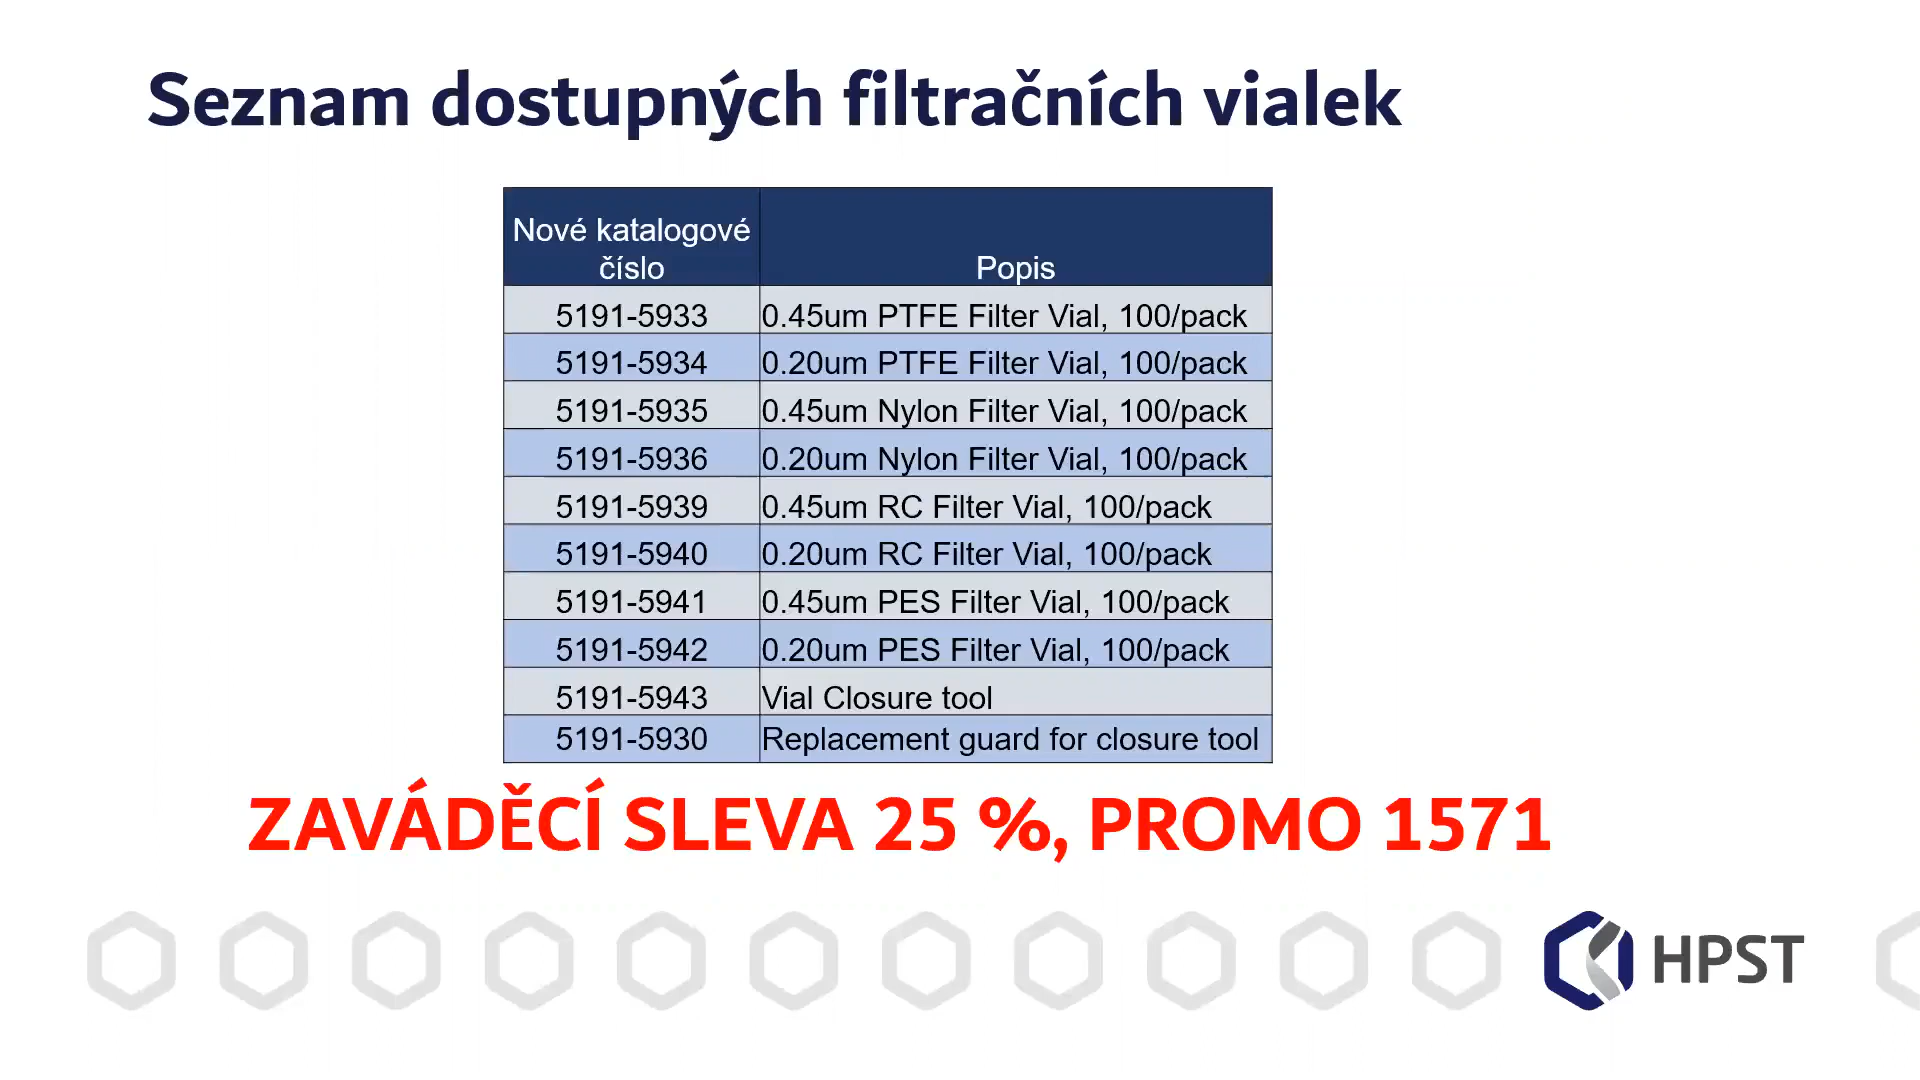 Seznam dostupných filtračních vialek
Nové katalogové
číslo
Popis
5191-5933 0.45um PTFE Filter Vial, 100/pack
5191-5934 0.20um PTFE Filter Vial, 100/pack
5191-5935 0.45um Nylon Filter Vial, 100/pack
5191-5936 0.20um Nylon Filter Vial, 100/pack
5191-5939 0.45um RC Filter Vial, 100/pack
5191-5940 0.20um RC Filter Vial, 100/pack
5191-5941 0.45um PES Filter Vial, 100/pack
5191-5942 0.20um PES Filter Vial, 100/pack
5191-5943 Vial Closure tool
5191-5930 Replacement guard for closure tool
ZAVÁDĚCÍ SLEVA 25 %, PROMO 1571
HPST